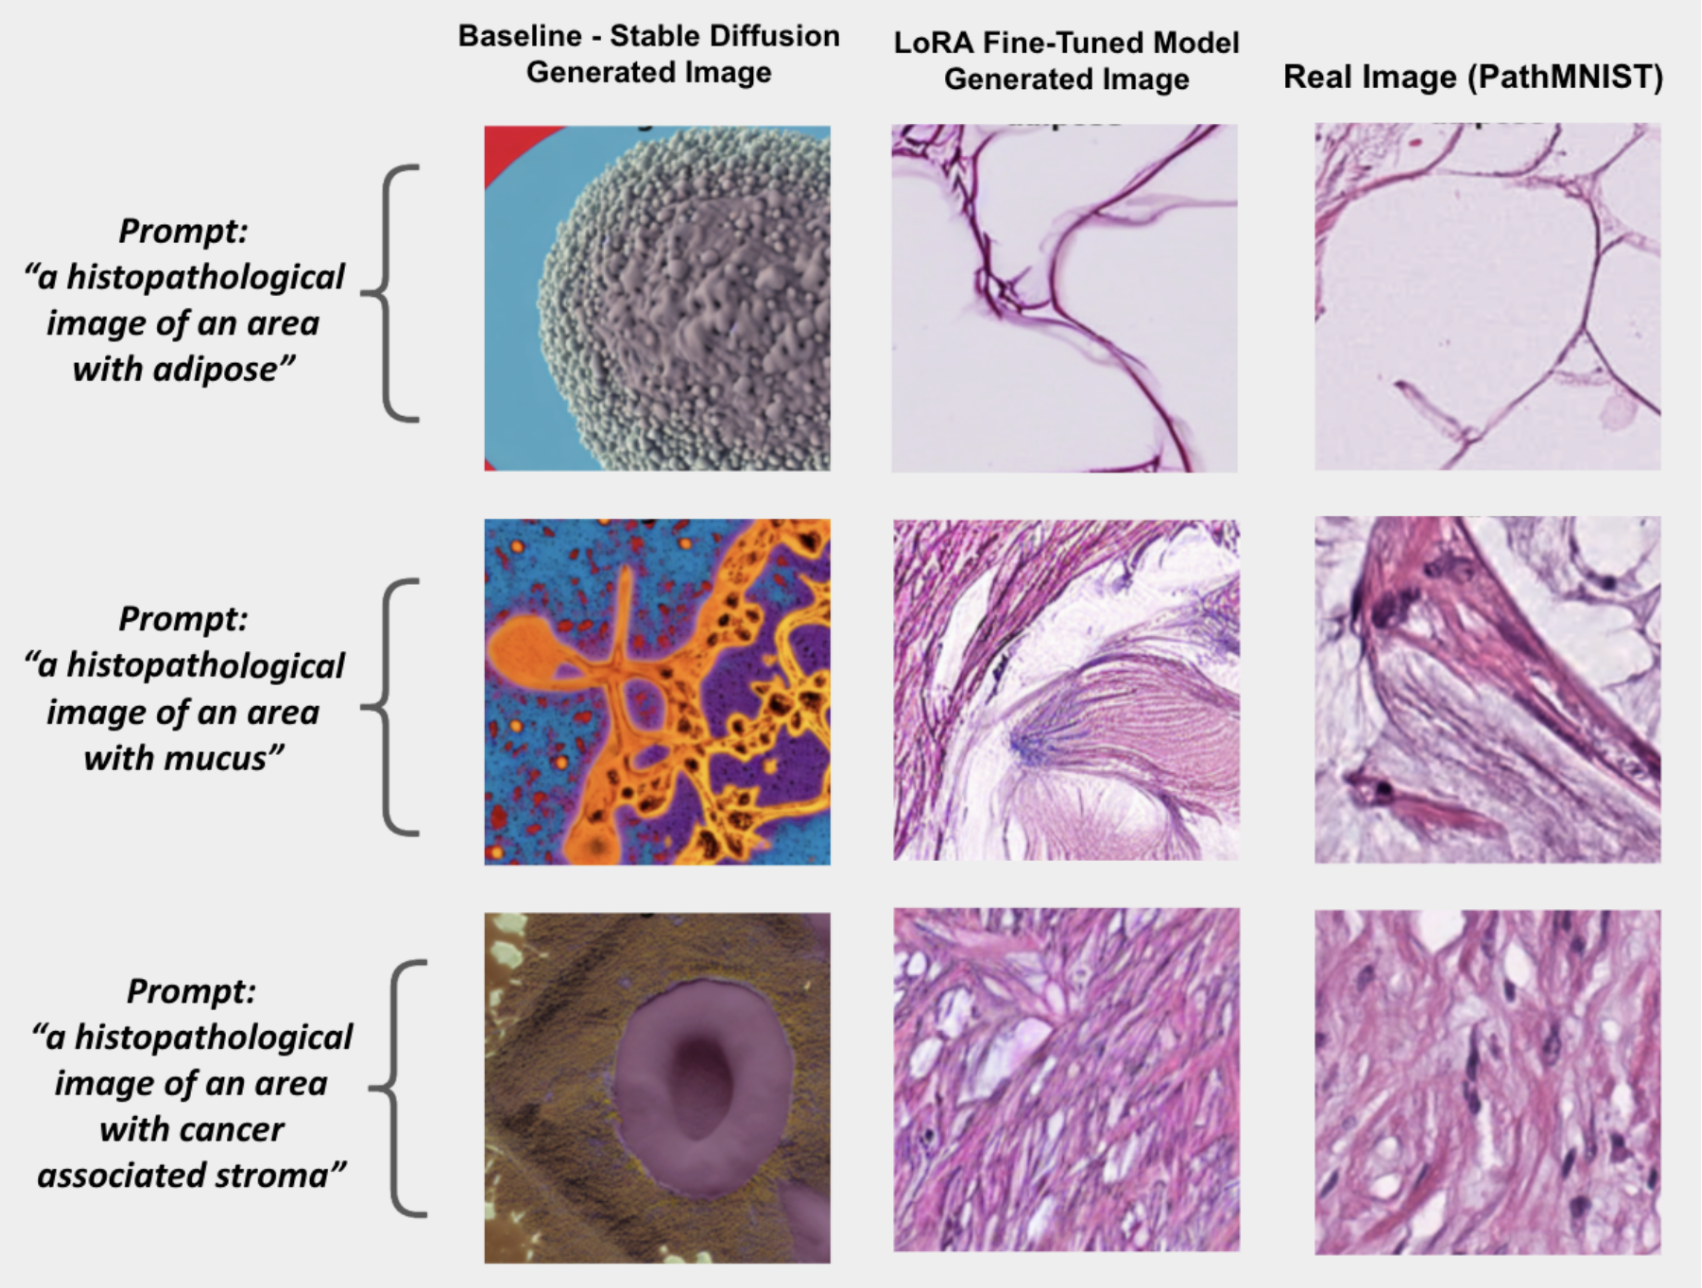 Baseline - Stable Diffusion
Generated Image
LoRA Fine-Tuned Model
Generated Image
Real Image (PathMNIST)
Prompt:
“a histopathological
image of an area
with adipose”
Prompt:
“a histopathological
image of an area
with mucus”
Prompt:
“a histopathological
image of an area
with cancer
associated stroma”